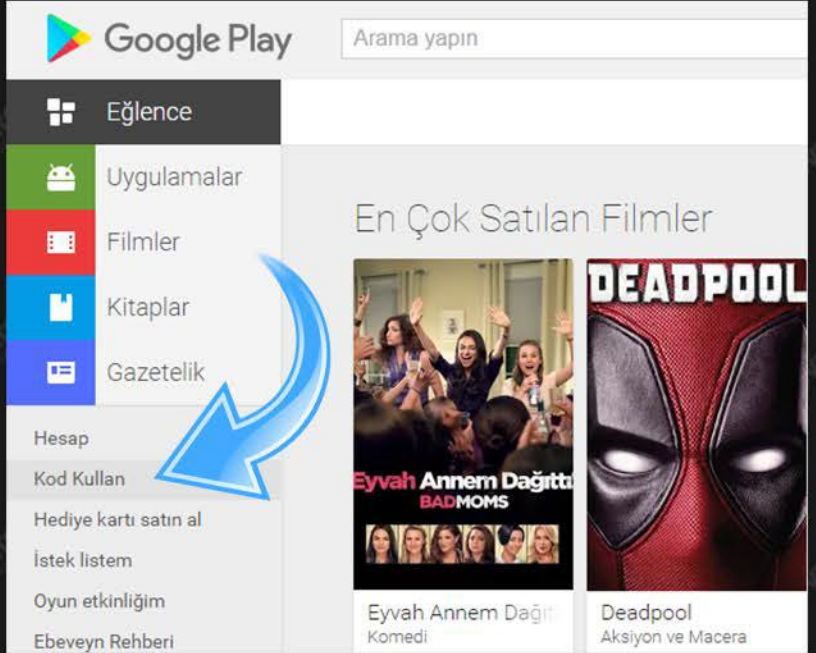 Google Play
Arama yapın
Eğlence
Uygulamalar
Filmler
Kitaplar
Gazetelik
Hesap
Kod Kullan
Hediye kartı satın al
İstek listem
Oyun etkinliğim
Ebeveyn Rehberi
En Çok Satılan Filmler
Eyvah Annem Dağıttı
BADMOMS
DEADPOOL
Eyvah Annem Dağıt
Komedi
Deadpool
Aksiyon ve Macera